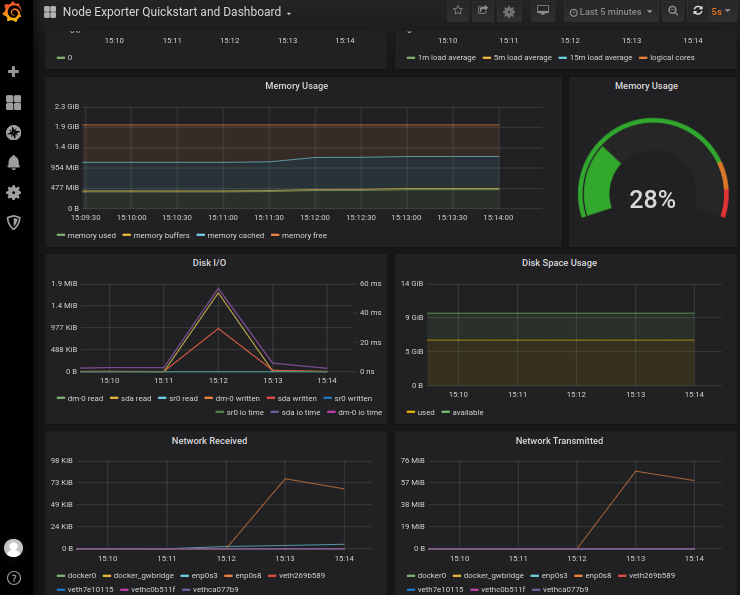 Node Exporter Quickstart and Dashboard
Last 5 minutes
5s
15:10 15:11 15:12 15:13 15:14
0
0
15:10 15:11 15:12 15:13 15:14
1m load average 5m load average 15m load average logical cores
Memory Usage
2.3 GiB
1.9 GiB
1.4 GiB
954 MiB
477 MiB
0 B
15:09:30 15:10:00 15:10:30 15:11:00 15:11:30 15:12:00 15:12:30 15:13:00 15:13:30 15:14:00
memory used memory buffers memory cached memory free
Memory Usage
28%
Disk I/O
1.9 MiB 60 ms
1.4 MiB 40 ms
977 KiB
488 KiB 20 ms
0 B 0 ns
15:10 15:11 15:12 15:13 15:14
dm-0 read sda read sr0 read dm-0 written sda written sr0 written
sr0 io time sda io time dm-0 io time
Disk Space Usage
14 GiB
9 GiB
5 GiB
0 B
15:10 15:11 15:12 15:13 15:14
used available
Network Received
98 KiB
73 KiB
49 KiB
24 KiB
0 B
15:10 15:11 15:12 15:13 15:14
docker0 docker_gwbridge enp0s3 enp0s8 veth269b589
veth7e10115 vethc0b511f vethca077b9
Network Transmitted
76 MiB
57 MiB
38 MiB
19 MiB
0 B
15:10 15:11 15:12 15:13 15:14
docker0 docker_gwbridge enp0s3 enp0s8 veth269b589
veth7e10115 vethc0b511f vethca077b9